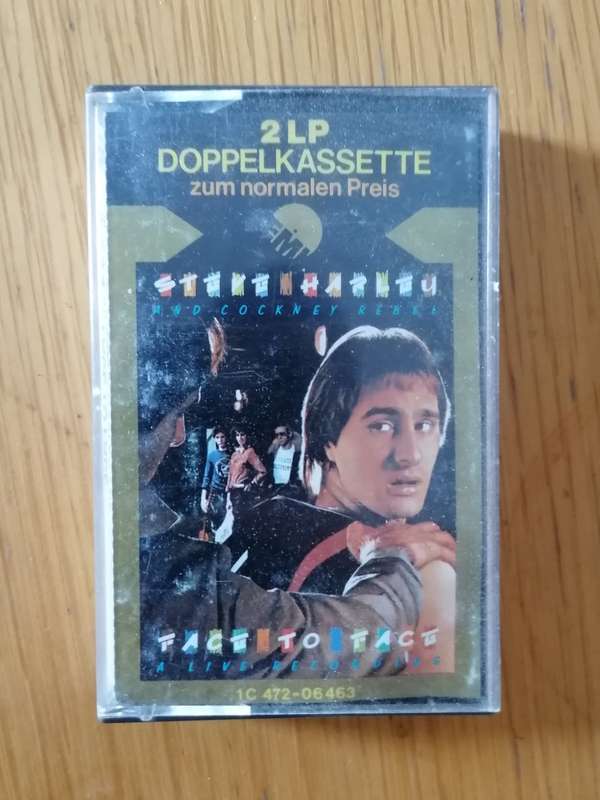 2 LP
DOPPELKASSETTE
zum normalen Preis
EMI
STEVE HARLEY
AND COCKNEY REBEL
FACE TO FACE
A LIVE RECORDING
1C 472-06463